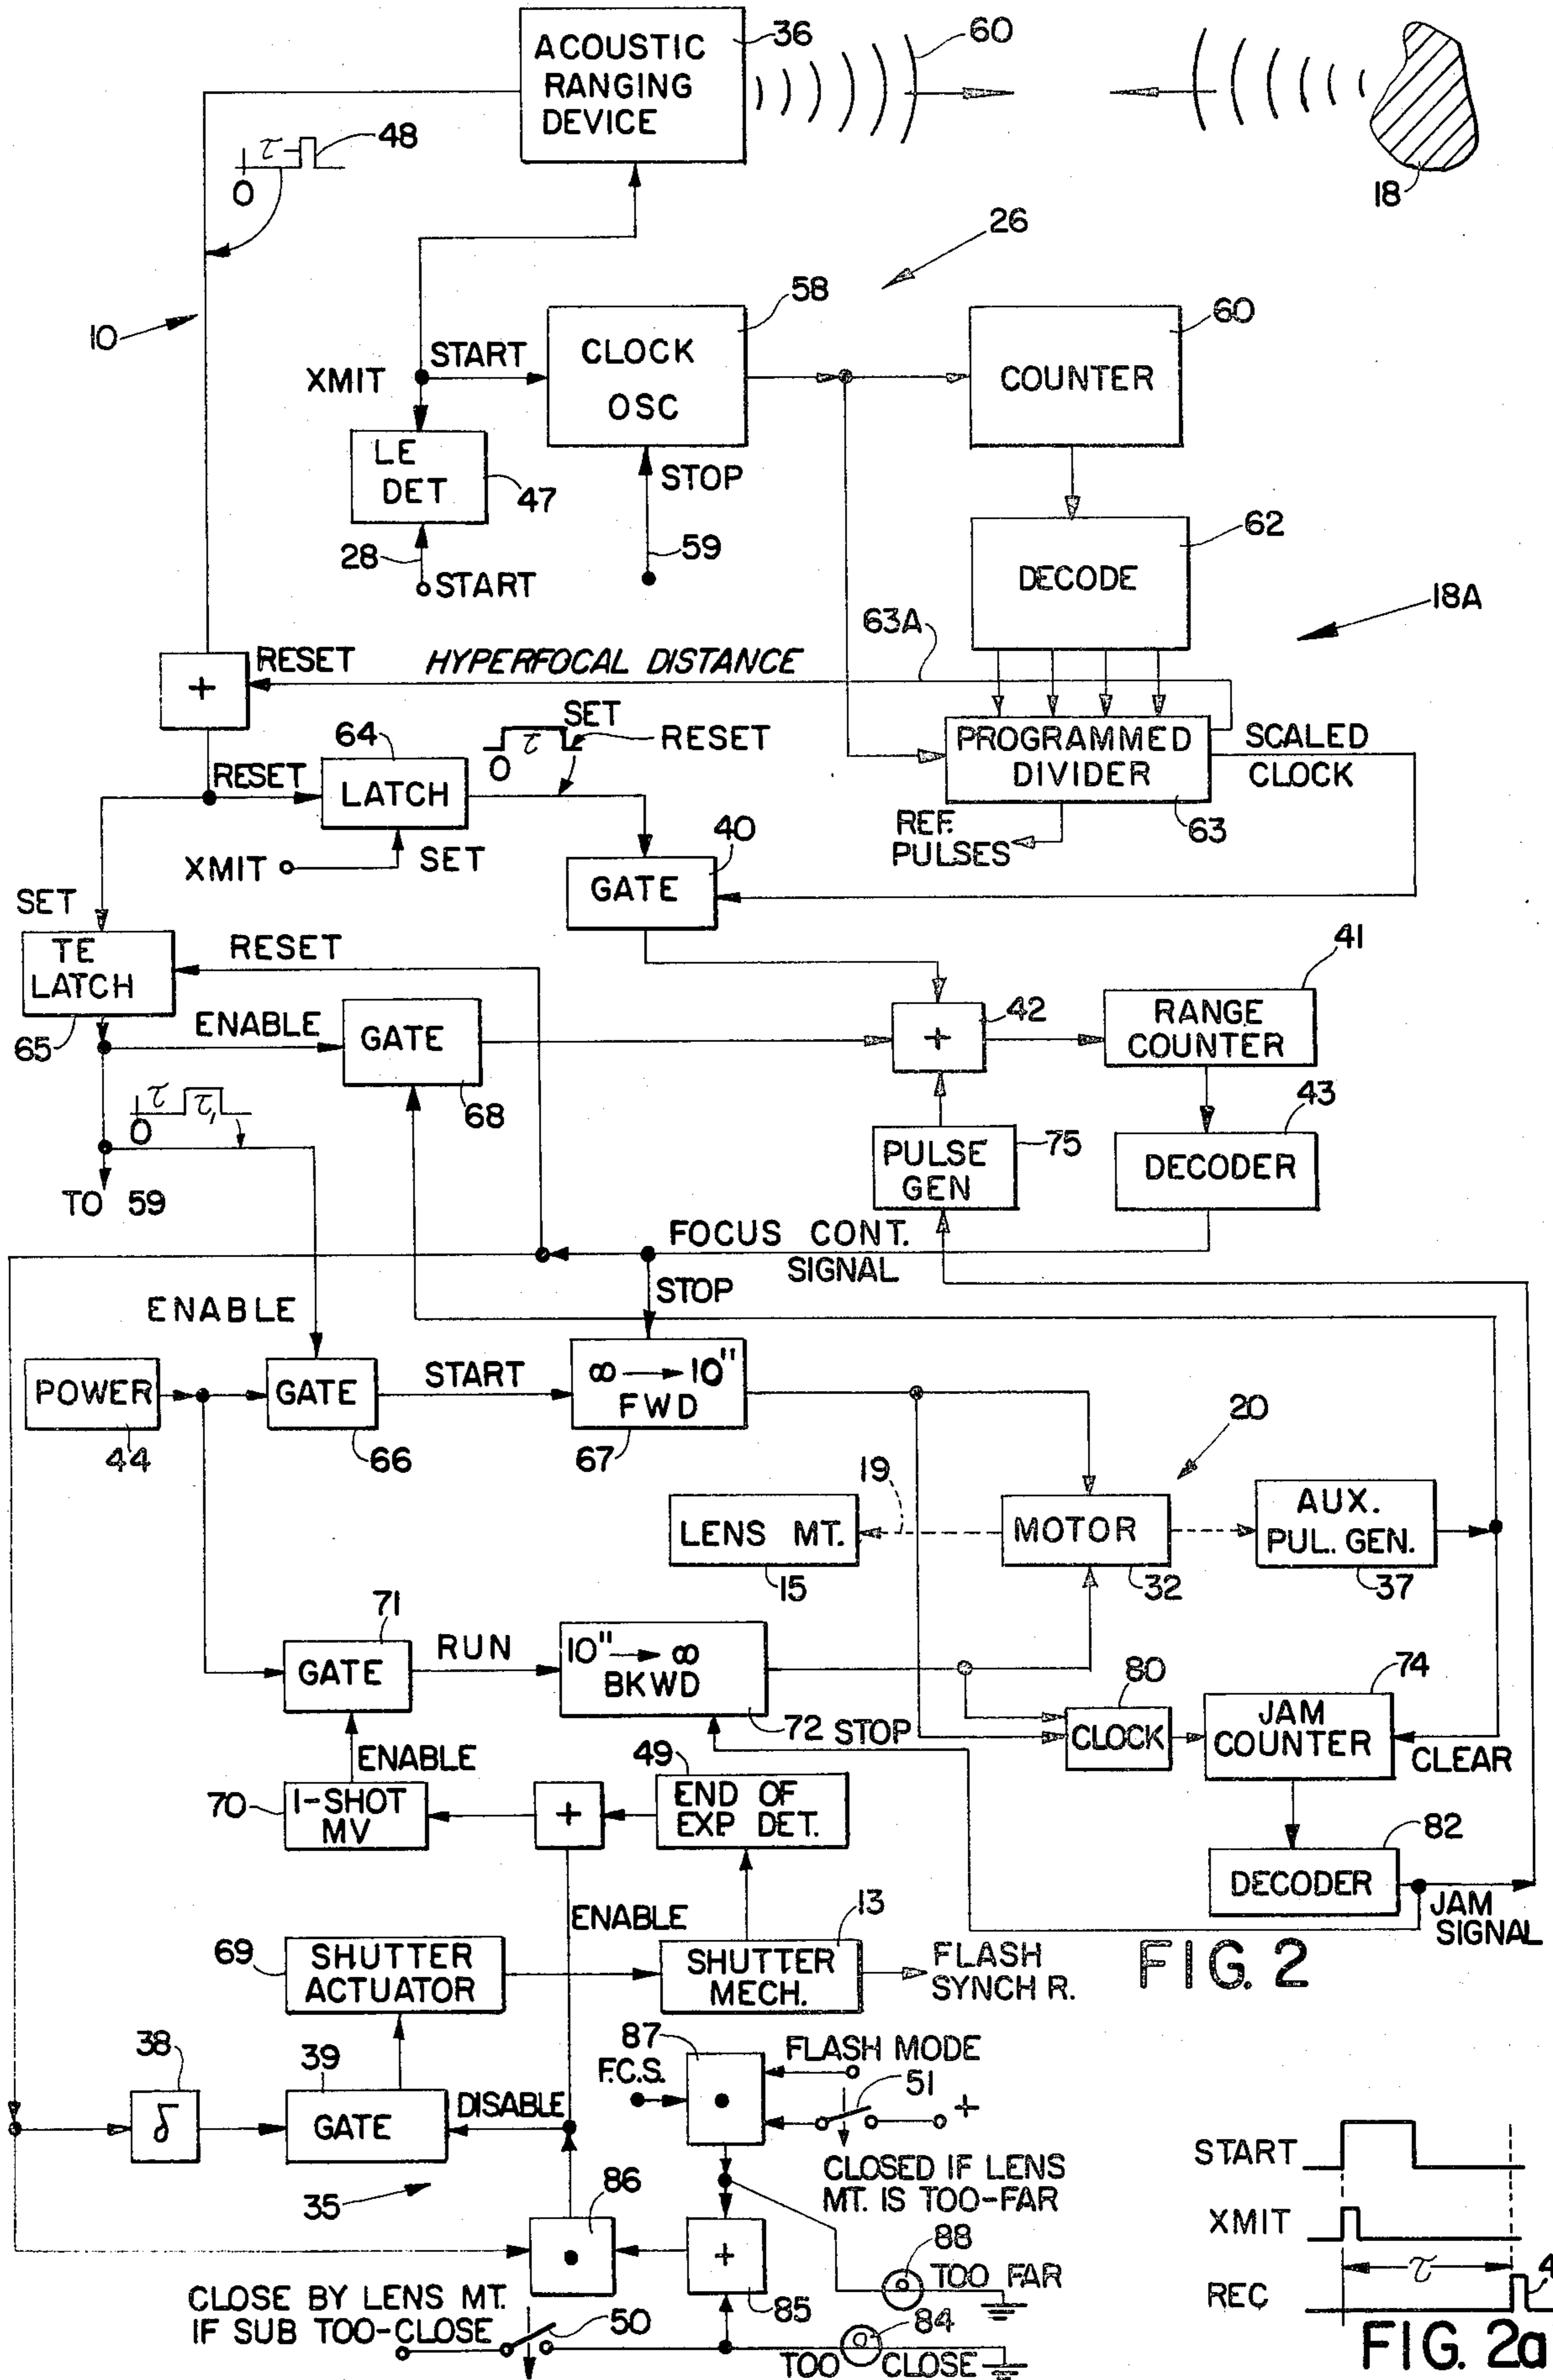 ACOUSTIC
RANGING
DEVICE
36
60
18
τ
48
0
10
26
XMIT
START
CLOCK
OSC
58
COUNTER
60
LE
DET
47
STOP
59
28
START
DECODE
62
18A
63A
+
RESET
HYPERFOCAL DISTANCE
PROGRAMMED
DIVIDER
63
SCALED
CLOCK
REF.
PULSES
64
RESET
LATCH
τ
0
SET
RESET
XMIT
SET
40
GATE
SET
TE
LATCH
65
RESET
ENABLE
GATE
68
+
42
RANGE
COUNTER
41
τ
τ'
0
TO 59
PULSE
GEN
75
DECODER
43
FOCUS CONT.
SIGNAL
STOP
ENABLE
POWER
44
GATE
66
START
∞ → 10"
FWD
67
20
19
LENS MT.
15
MOTOR
32
AUX.
PUL. GEN.
37
71
GATE
RUN
10" → ∞
BKWD
72
STOP
80
CLOCK
74
JAM
COUNTER
CLEAR
ENABLE
70
1-SHOT
MV
+
49
END OF
EXP DET.
82
DECODER
JAM
SIGNAL
ENABLE
69
SHUTTER
ACTUATOR
13
SHUTTER
MECH.
FLASH
SYNCH R.
FIG. 2
38
δ
39
GATE
DISABLE
35
87
F.C.S.
FLASH MODE
51
+
CLOSED IF LENS
MT. IS TOO-FAR
86
+
85
88
TOO FAR
CLOSE BY LENS MT.
IF SUB TOO-CLOSE
50
84
TOO CLOSE
START
XMIT
τ
REC
4
FIG. 2a